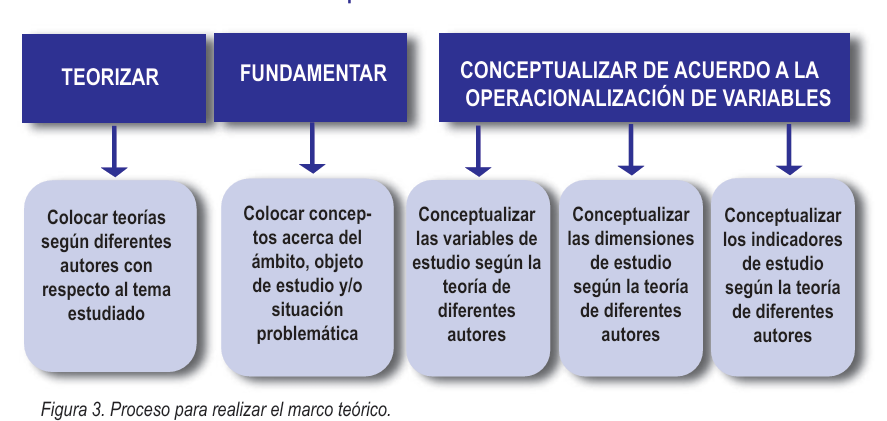 TEORIZAR
FUNDAMENTAR
CONCEPTUALIZAR DE ACUERDO A LA
OPERACIONALIZACIÓN DE VARIABLES
Colocar teorías
según diferentes
autores con
respecto al tema
estudiado
Colocar concep-
tos acerca del
ámbito, objeto
de estudio y/o
situación
problemática
Conceptualizar
las variables de
estudio según la
teoría de
diferentes
autores
Conceptualizar
las dimensiones
de estudio
según la teoría
de diferentes
autores
Conceptualizar
los indicadores
de estudio
según la teoría
de diferentes
autores
Figura 3. Proceso para realizar el marco teórico.